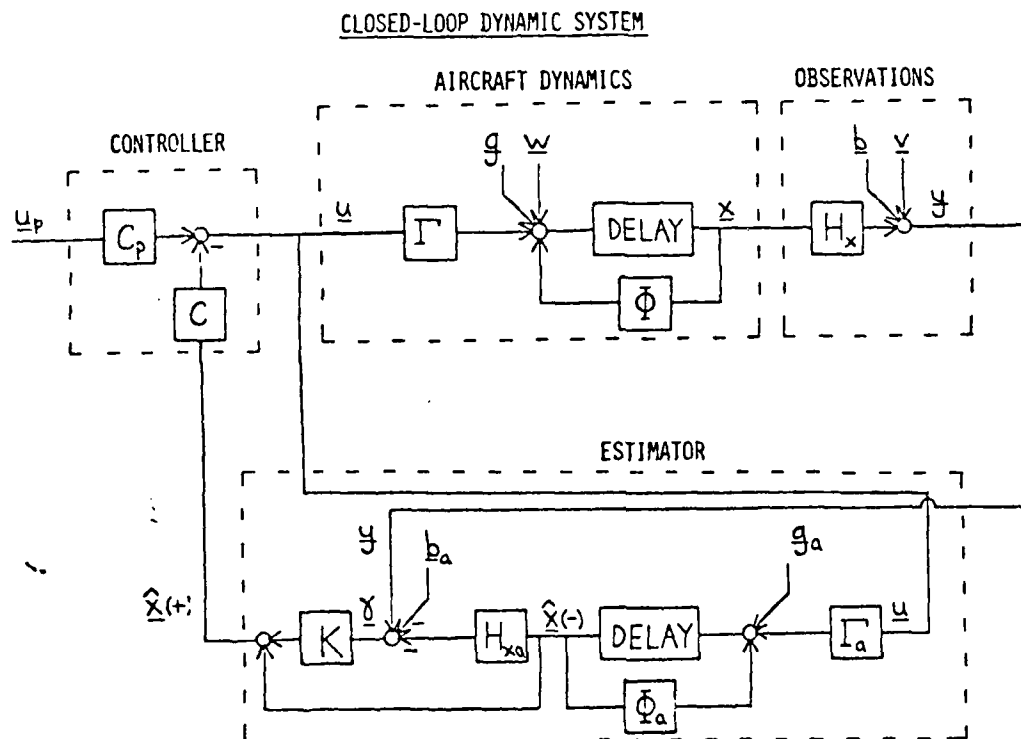 CLOSED-LOOP DYNAMIC SYSTEM
AIRCRAFT DYNAMICS
OBSERVATIONS
CONTROLLER
g
w
b
v
u_p
C_p
-
u
Γ
DELAY
x
H_x
y
C
Φ
ESTIMATOR
y
b_a
g_a
x̂(+)
K
γ
-
-
H_xa
x̂(-)
DELAY
Γ_a
u
Φ_a